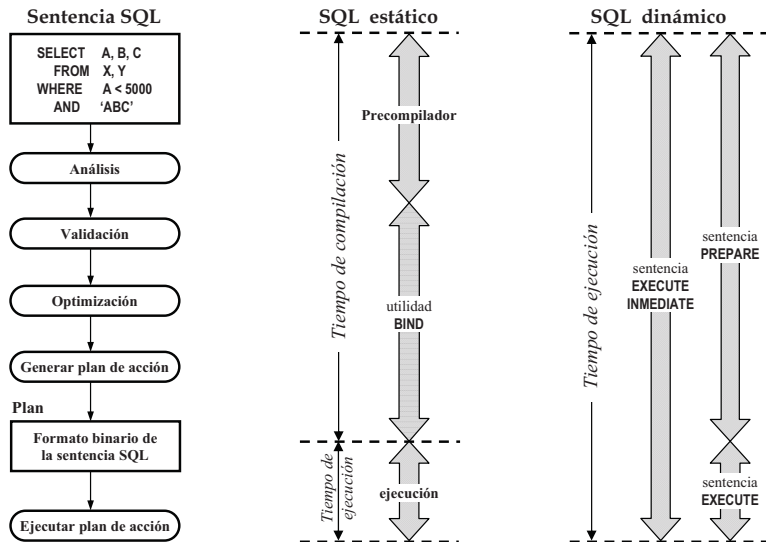 Sentencia SQL
SELECT A, B, C
FROM X, Y
WHERE A < 5000
AND 'ABC'
Análisis
Validación
Optimización
Generar plan de acción
Plan
Formato binario de
la sentencia SQL
Ejecutar plan de acción
SQL estático
Tiempo de compilación
Precompilador
utilidad
BIND
Tiempo de
ejecución
ejecución
SQL dinámico
Tiempo de ejecución
sentencia
EXECUTE
INMEDIATE
sentencia
PREPARE
sentencia
EXECUTE